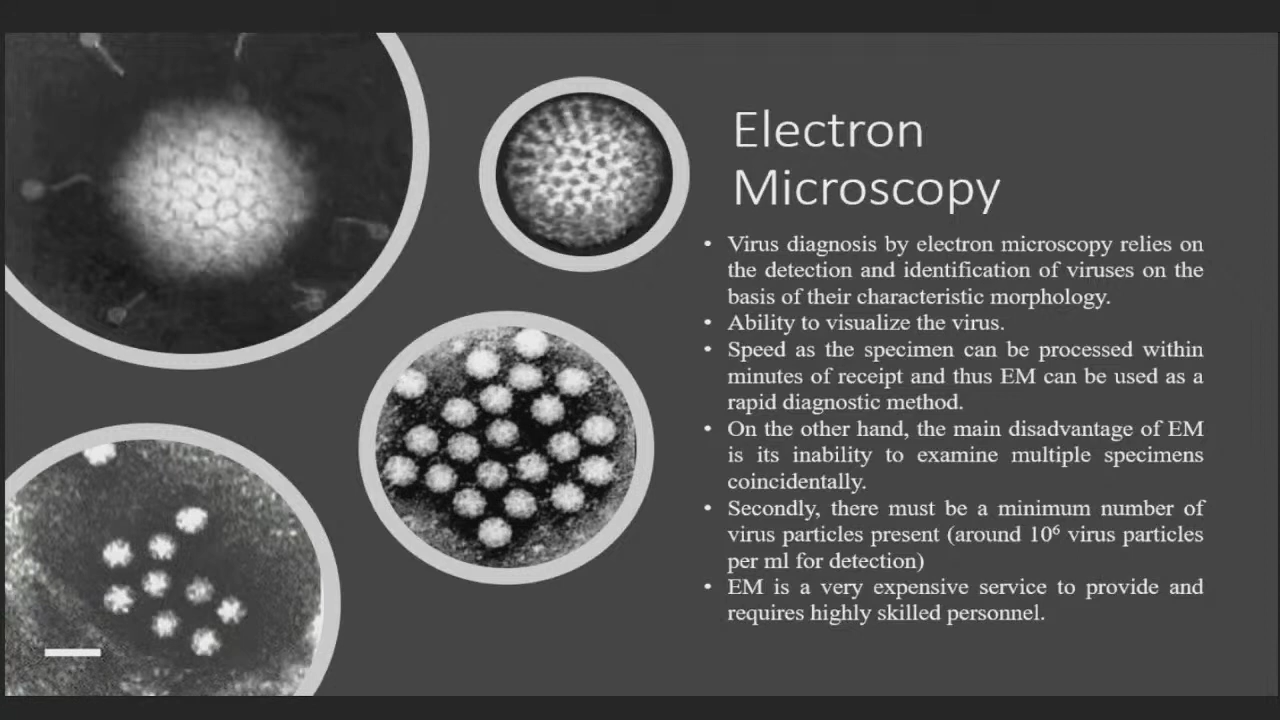 Electron
Microscopy
• Virus diagnosis by electron microscopy relies on
the detection and identification of viruses on the
basis of their characteristic morphology.
• Ability to visualize the virus.
• Speed as the specimen can be processed within
minutes of receipt and thus EM can be used as a
rapid diagnostic method.
• On the other hand, the main disadvantage of EM
is its inability to examine multiple specimens
coincidentally.
• Secondly, there must be a minimum number of
virus particles present (around 10⁶ virus particles
per ml for detection)
• EM is a very expensive service to provide and
requires highly skilled personnel.